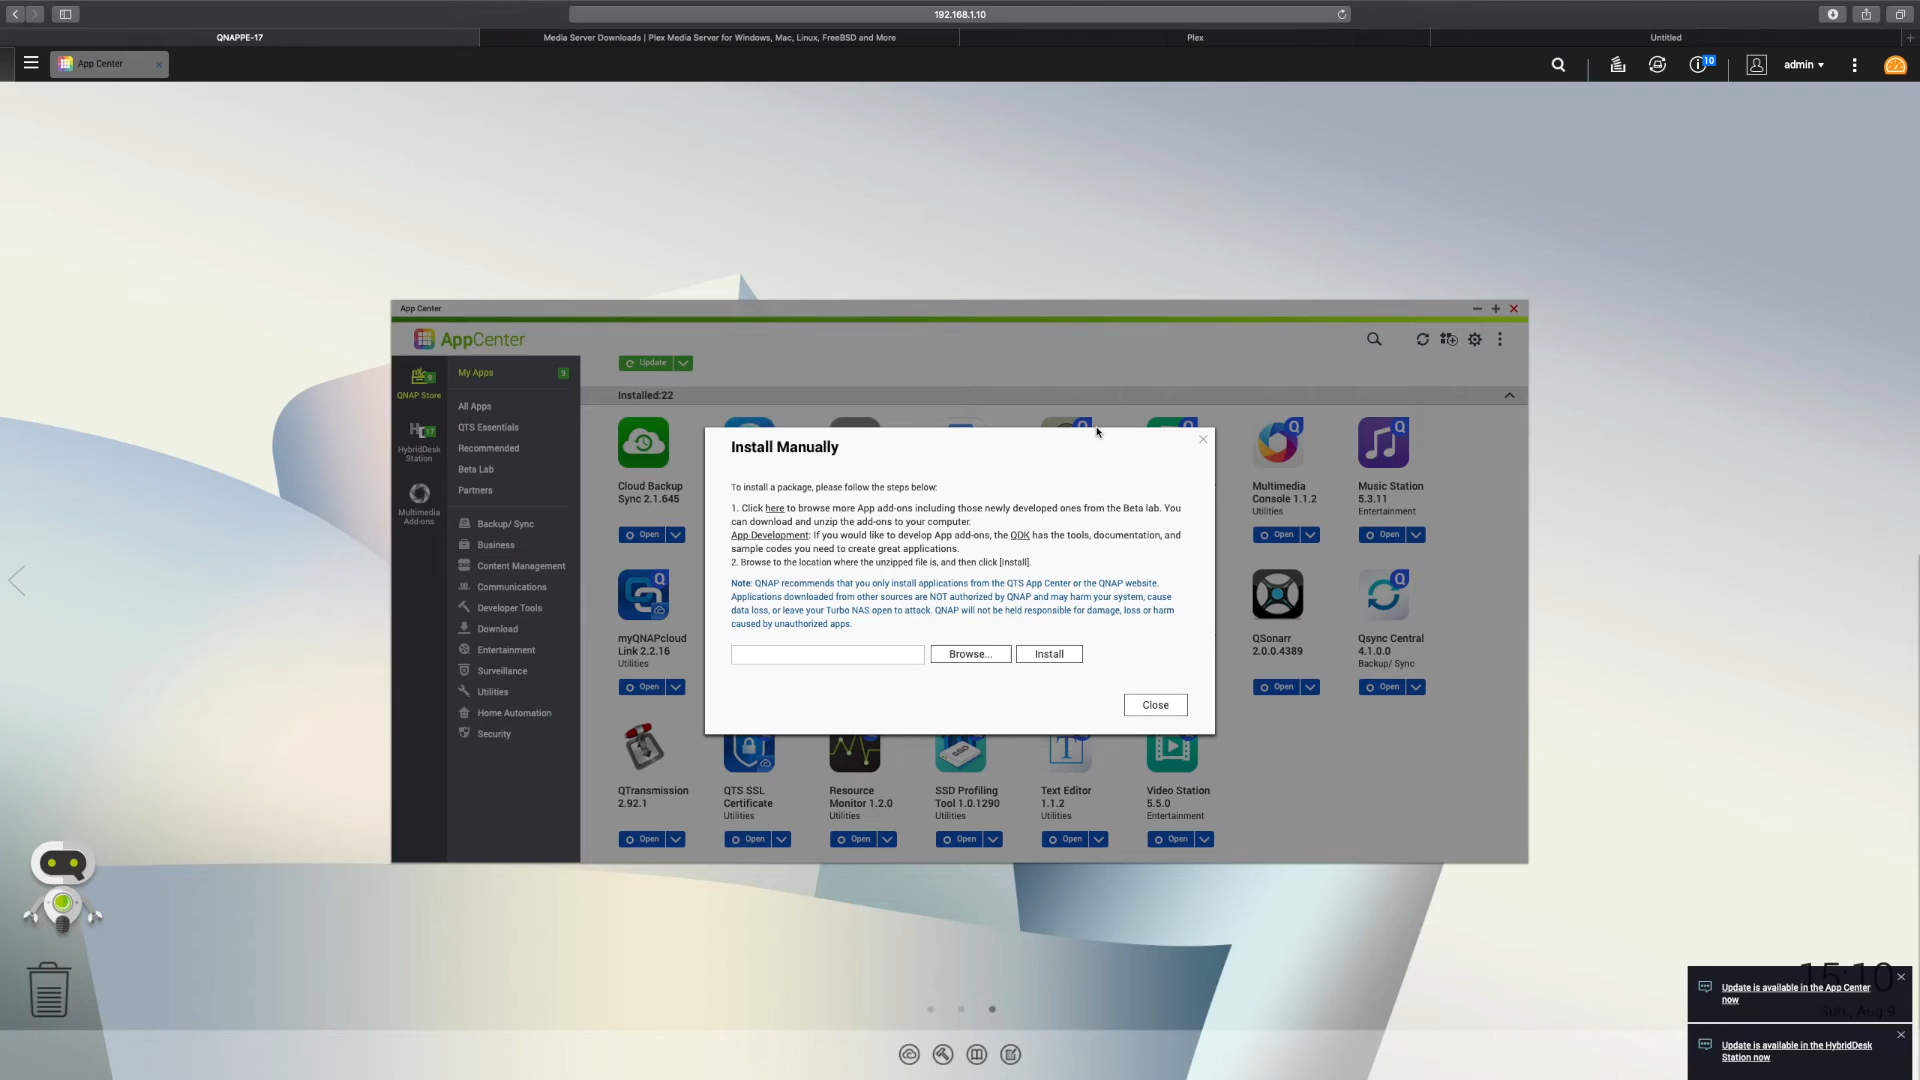 192.168.1.10
QNAPPE-17
Media Server Downloads | Plex Media Server for Windows, Mac, Linux, FreeBSD and More
Plex
Untitled
App Center
10
admin
App Center
AppCenter
Update
9
QNAP Store
17
HybridDesk
Station
Multimedia
Add-ons
My Apps
9
All Apps
QTS Essentials
Recommended
Beta Lab
Partners
Backup/ Sync
Business
Content Management
Communications
Developer Tools
Download
Entertainment
Surveillance
Utilities
Home Automation
Security
Installed:22
Cloud Backup
Sync 2.1.645
Open
Multimedia
Console 1.1.2
Utilities
Open
Music Station
5.3.11
Entertainment
Open
myQNAPcloud
Link 2.2.16
Utilities
Open
QSonarr
2.0.0.4389
Open
Qsync Central
4.1.0.0
Backup/ Sync
Open
QTransmission
2.92.1
Open
QTS SSL
Certificate
Utilities
Open
Resource
Monitor 1.2.0
Utilities
Open
SSD
SSD Profiling
Tool 1.0.1290
Utilities
Open
Text Editor
1.1.2
Utilities
Open
Video Station
5.5.0
Entertainment
Open
Install Manually
To install a package, please follow the steps below:
1. Click here to browse more App add-ons including those newly developed ones from the Beta lab. You
can download and unzip the add-ons to your computer.
App Development: If you would like to develop App add-ons, the QDK has the tools, documentation, and
sample codes you need to create great applications.
2. Browse to the location where the unzipped file is, and then click [Install].
Note: QNAP recommends that you only install applications from the QTS App Center or the QNAP website.
Applications downloaded from other sources are NOT authorized by QNAP and may harm your system, cause
data loss, or leave your Turbo NAS open to attack. QNAP will not be held responsible for damage, loss or harm
caused by unauthorized apps.
Browse...
Install
Close
15:10
Sun., Aug 9
Update is available in the App Center
now
Update is available in the HybridDesk
Station now